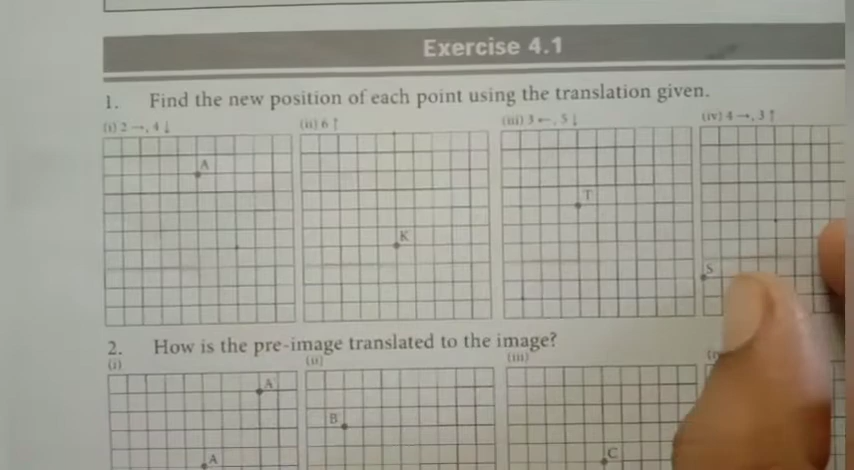 Exercise 4.1
1. Find the new position of each point using the translation given.
(i) 2 →, 4 ↓ (ii) 6 ↑ (iii) 3 ←, 5 ↓ (iv) 4 →, 3 ↑
A
T
K
S
2. How is the pre-image translated to the image?
(i) (ii) (iii)
A'
B
A C